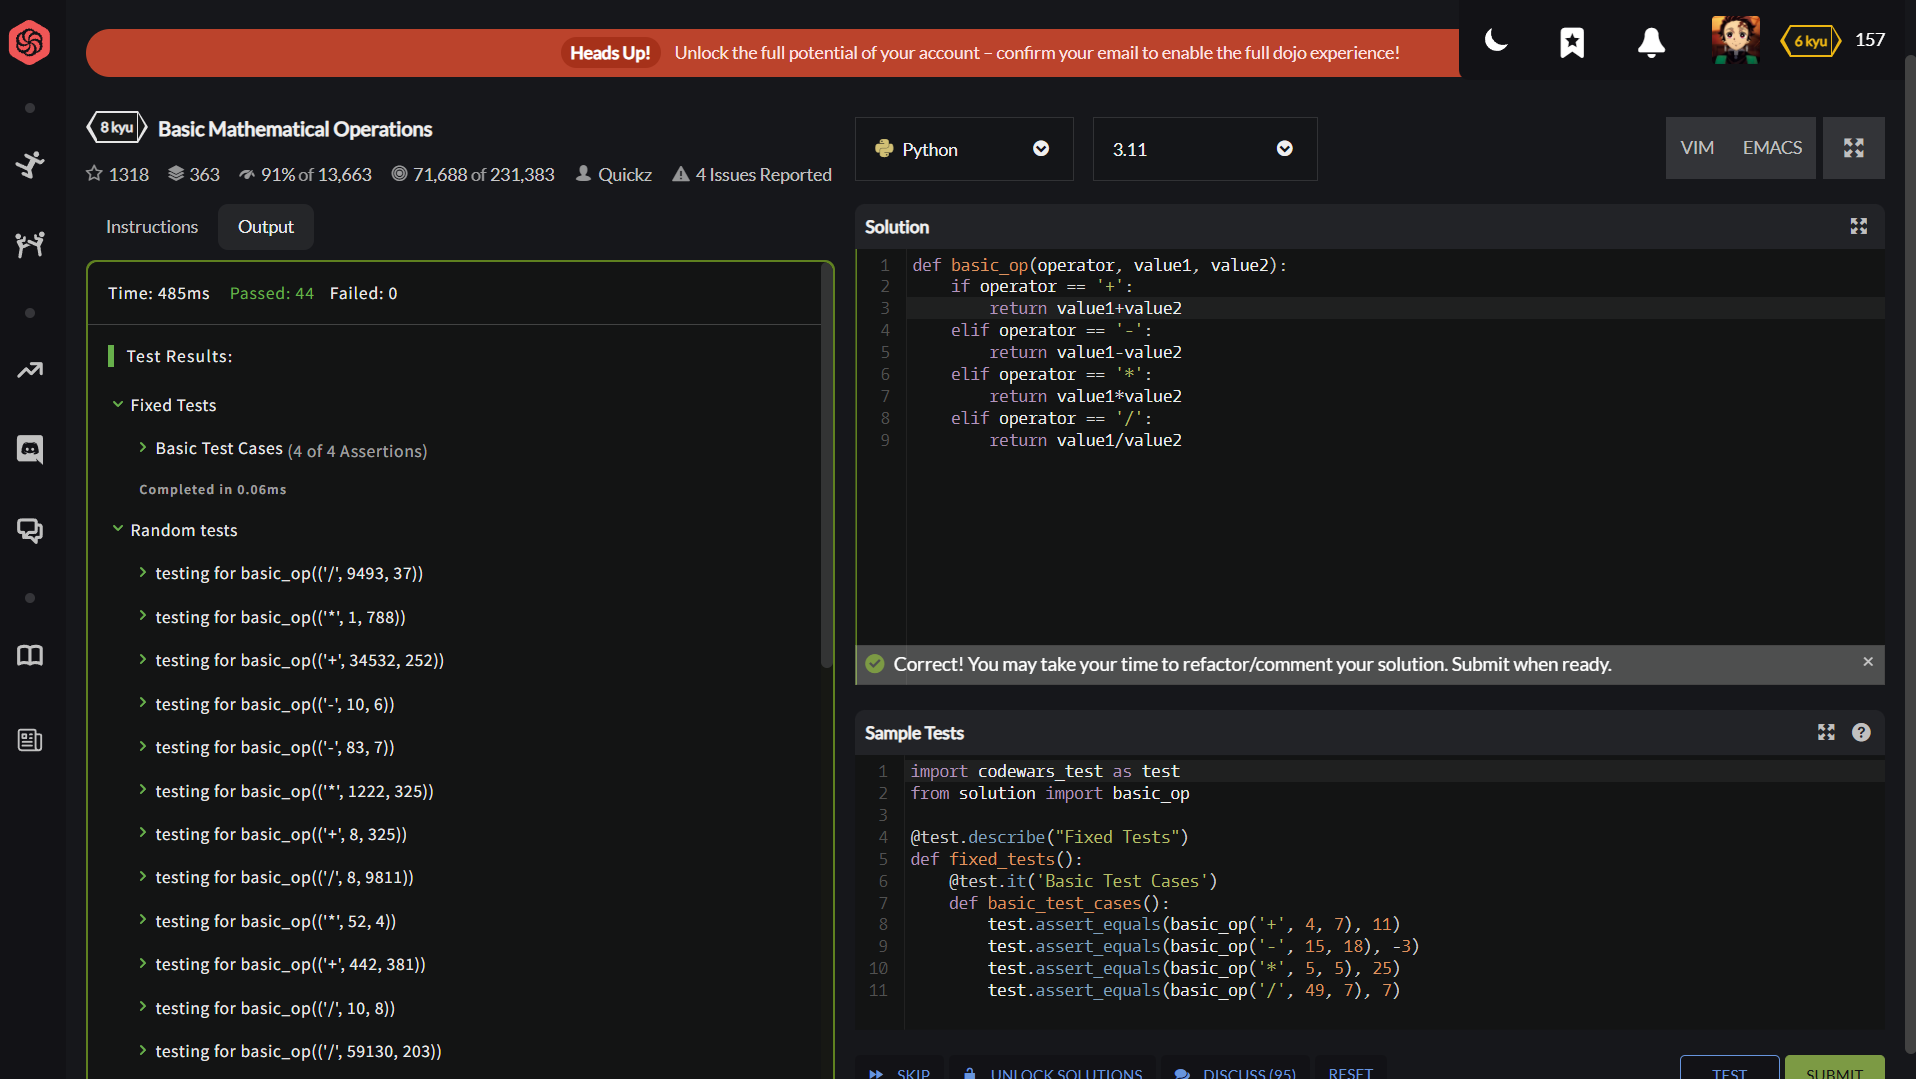 Heads Up! Unlock the full potential of your account – confirm your email to enable the full dojo experience!
6 kyu 157
8 kyu Basic Mathematical Operations
1318 363 91% of 13,663 71,688 of 231,383 Quickz 4 Issues Reported
Instructions Output
Time: 485ms Passed: 44 Failed: 0
Test Results:
Fixed Tests
Basic Test Cases (4 of 4 Assertions)
Completed in 0.06ms
Random tests
testing for basic_op(('/', 9493, 37))
testing for basic_op(('*', 1, 788))
testing for basic_op(('+', 34532, 252))
testing for basic_op(('-', 10, 6))
testing for basic_op(('-', 83, 7))
testing for basic_op(('*', 1222, 325))
testing for basic_op(('+', 8, 325))
testing for basic_op(('/', 8, 9811))
testing for basic_op(('*', 52, 4))
testing for basic_op(('+', 442, 381))
testing for basic_op(('/', 10, 8))
testing for basic_op(('/', 59130, 203))
Python 3.11 VIM EMACS
Solution
1 def basic_op(operator, value1, value2):
2     if operator == '+':
3         return value1+value2
4     elif operator == '-':
5         return value1-value2
6     elif operator == '*':
7         return value1*value2
8     elif operator == '/':
9         return value1/value2
Correct! You may take your time to refactor/comment your solution. Submit when ready.
Sample Tests
1 import codewars_test as test
2 from solution import basic_op
3
4 @test.describe("Fixed Tests")
5 def fixed_tests():
6     @test.it('Basic Test Cases')
7     def basic_test_cases():
8         test.assert_equals(basic_op('+', 4, 7), 11)
9         test.assert_equals(basic_op('-', 15, 18), -3)
10         test.assert_equals(basic_op('*', 5, 5), 25)
11         test.assert_equals(basic_op('/', 49, 7), 7)
SKIP UNLOCK SOLUTIONS DISCUSS (95) RESET TEST SUBMIT